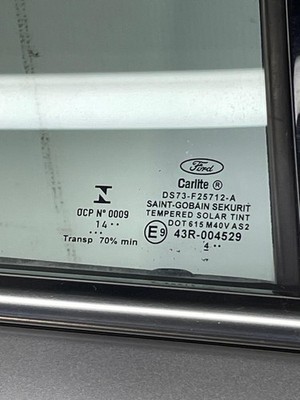 OCP Nº 0009
14••
Transp 70% min
Ford
Carlite ®
DS73-F25712-A
SAINT-GOBAIN SEKURIT
TEMPERED SOLAR TINT
DOT 615 M40V AS2
E9 43R-004529
4